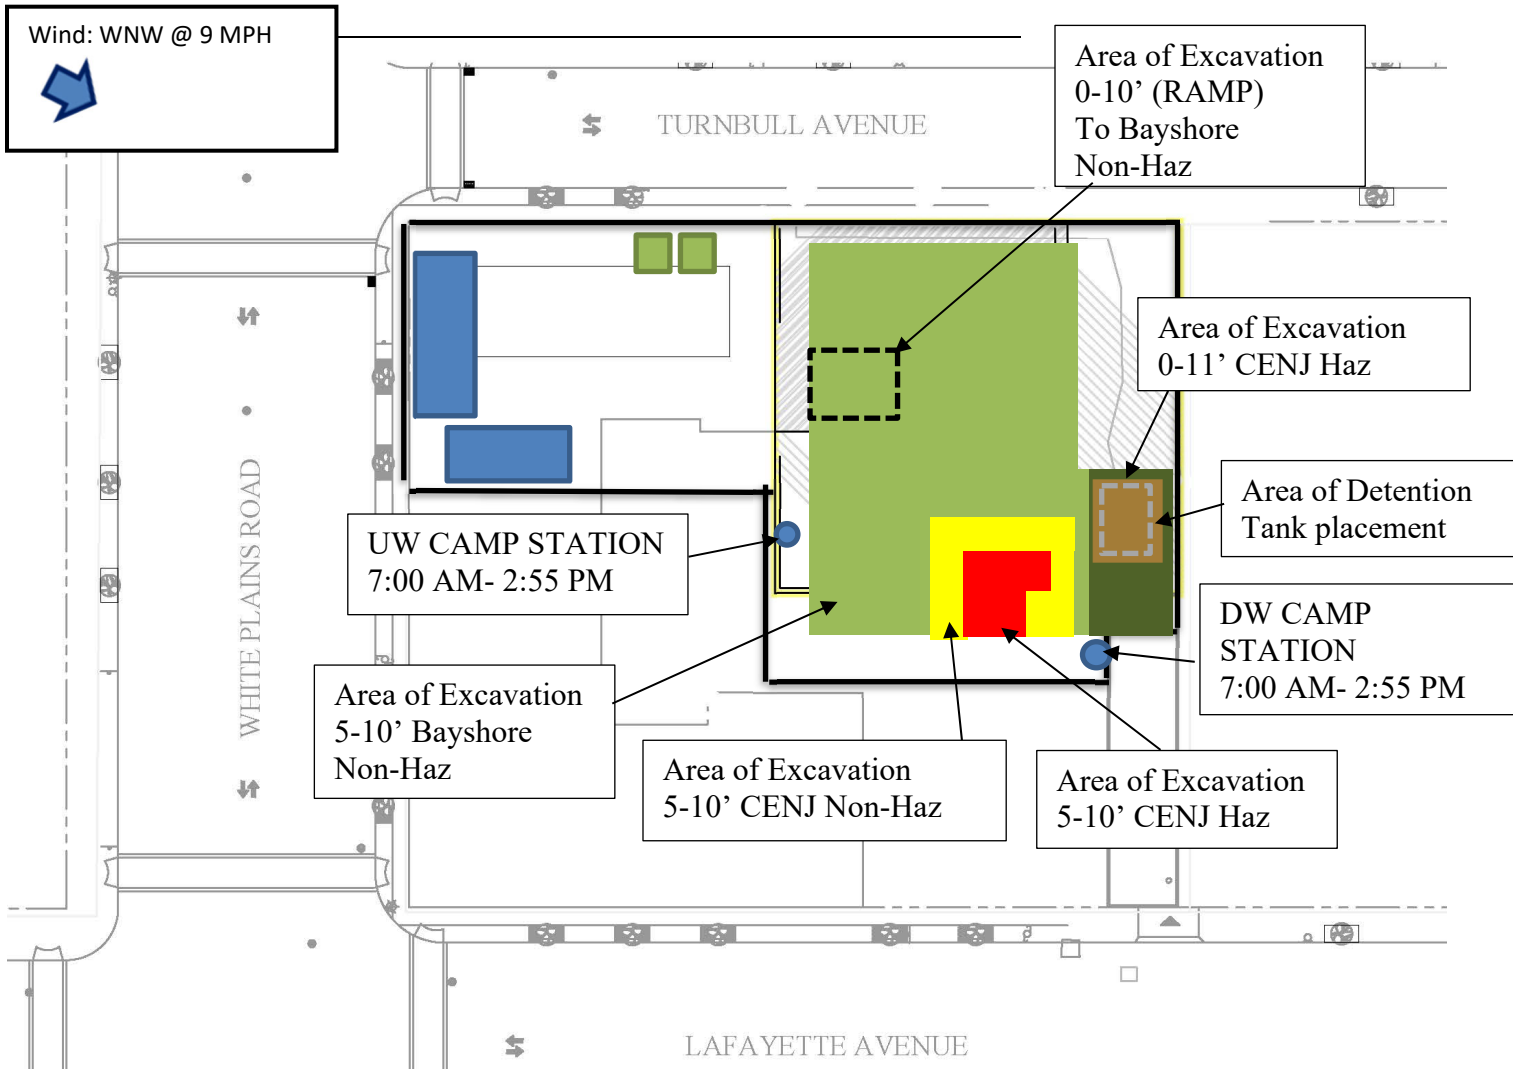 Wind: WNW @ 9 MPH
Area of Excavation
0-10’ (RAMP)
To Bayshore
Non-Haz
TURNBULL AVENUE
Area of Excavation
0-11’ CENJ Haz
Area of Detention
Tank placement
WHITE PLAINS ROAD
UW CAMP STATION
7:00 AM- 2:55 PM
DW CAMP
STATION
7:00 AM- 2:55 PM
Area of Excavation
5-10’ Bayshore
Non-Haz
Area of Excavation
5-10’ CENJ Non-Haz
Area of Excavation
5-10’ CENJ Haz
LAFAYETTE AVENUE